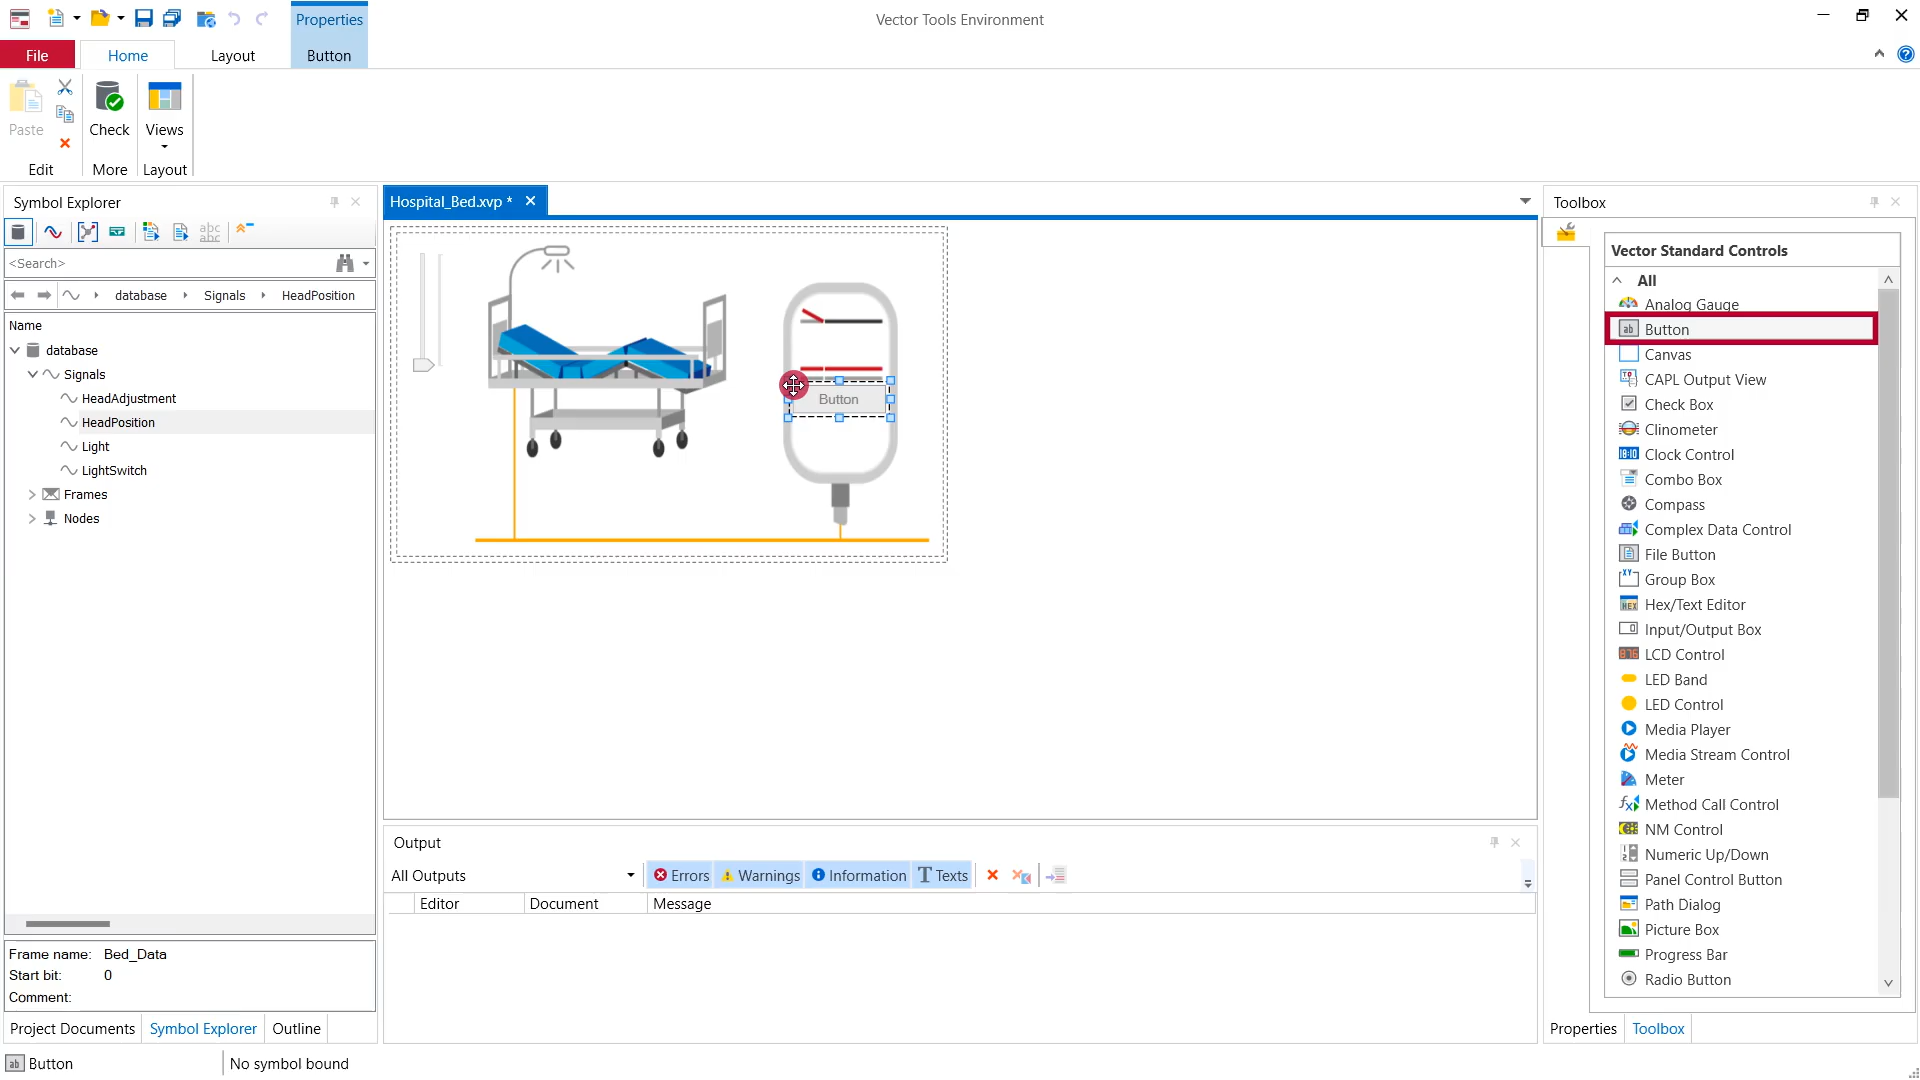 Properties
Vector Tools Environment
File
Home
Layout
Button
Paste
Check
Views
Edit
More
Layout
Symbol Explorer
abc
abc
<Search>
database
Signals
HeadPosition
Name
database
Signals
HeadAdjustment
HeadPosition
Light
LightSwitch
Frames
Nodes
Frame name: Bed_Data
Start bit: 0
Comment:
Project Documents
Symbol Explorer
Outline
Hospital_Bed.xvp *
Button
Output
All Outputs
Errors
Warnings
Information
Texts
Editor
Document
Message
Toolbox
Vector Standard Controls
All
Analog Gauge
Button
Canvas
CAPL Output View
Check Box
Clinometer
Clock Control
Combo Box
Compass
Complex Data Control
File Button
Group Box
Hex/Text Editor
Input/Output Box
LCD Control
LED Band
LED Control
Media Player
Media Stream Control
Meter
Method Call Control
NM Control
Numeric Up/Down
Panel Control Button
Path Dialog
Picture Box
Progress Bar
Radio Button
Properties
Toolbox
Button
No symbol bound